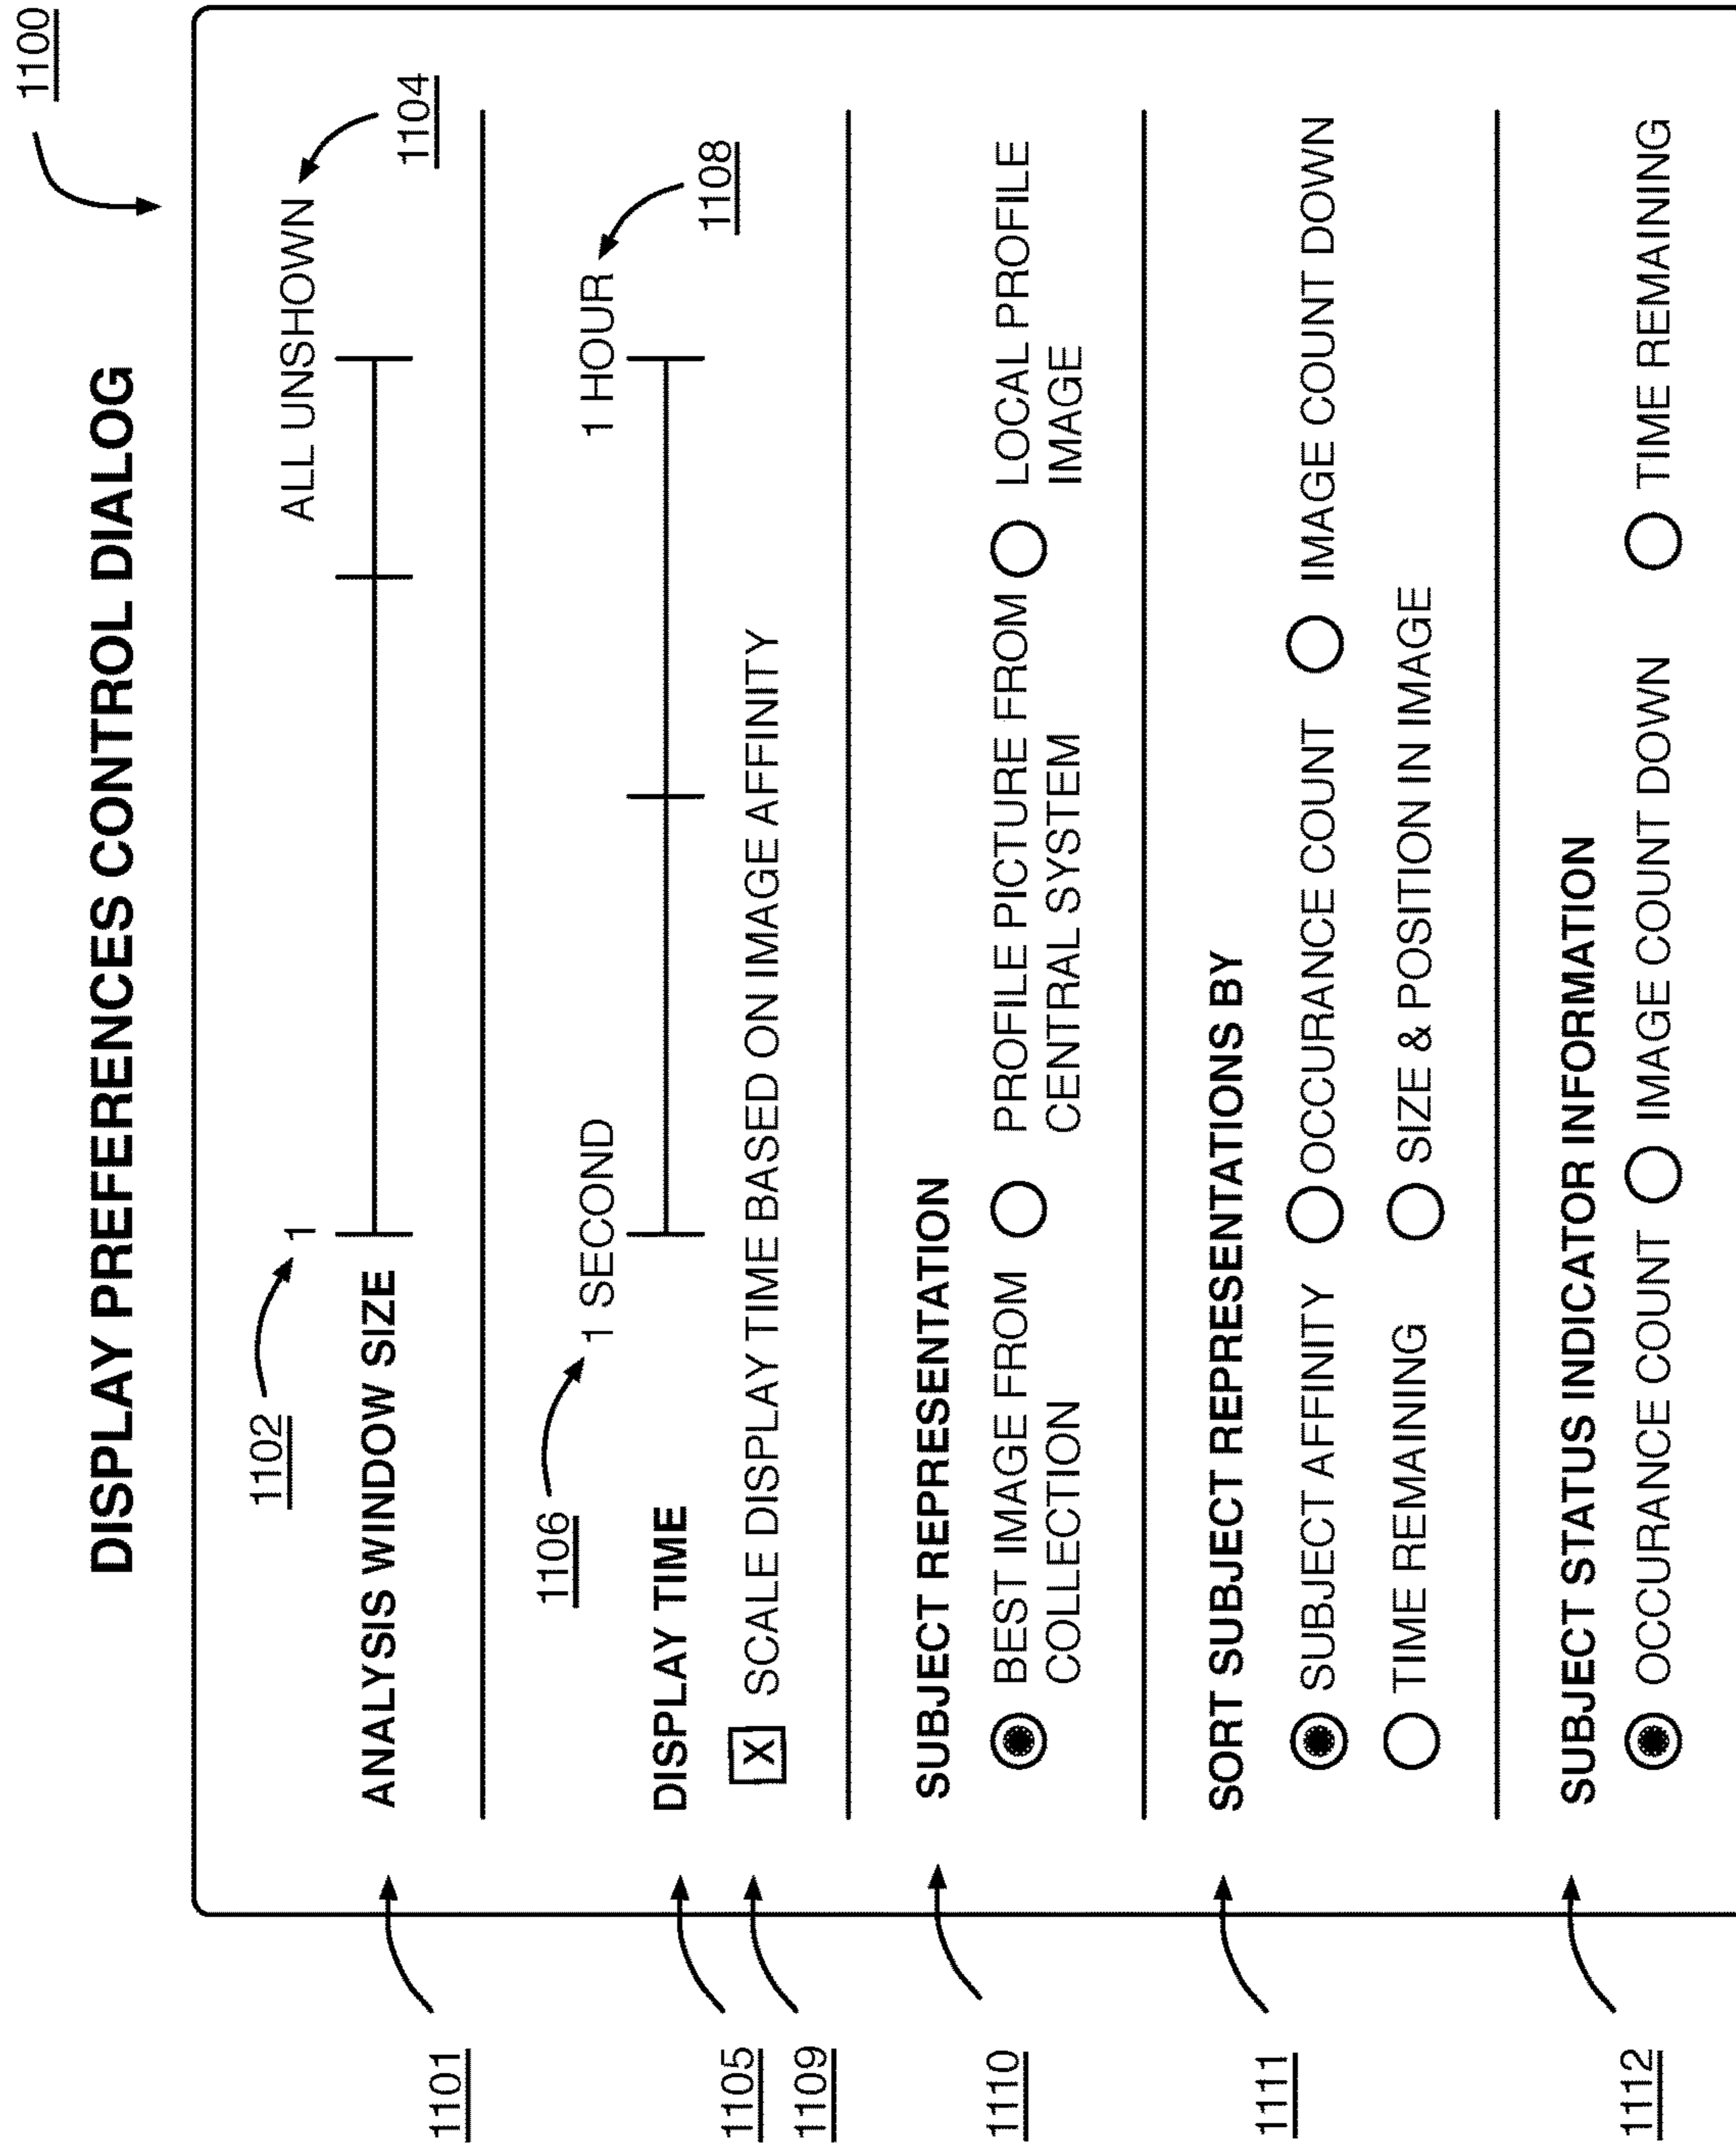 1100
DISPLAY PREFERENCES CONTROL DIALOG
1102
1
ALL UNSHOWN
1104
1101
ANALYSIS WINDOW SIZE
1106
1 SECOND
1 HOUR
1108
1105
DISPLAY TIME
1109
X SCALE DISPLAY TIME BASED ON IMAGE AFFINITY
1110
SUBJECT REPRESENTATION
BEST IMAGE FROM
COLLECTION
PROFILE PICTURE FROM
CENTRAL SYSTEM
LOCAL PROFILE
IMAGE
1111
SORT SUBJECT REPRESENTATIONS BY
SUBJECT AFFINITY OCCURANCE COUNT IMAGE COUNT DOWN
TIME REMAINING SIZE & POSITION IN IMAGE
1112
SUBJECT STATUS INDICATOR INFORMATION
OCCURANCE COUNT IMAGE COUNT DOWN TIME REMAINING